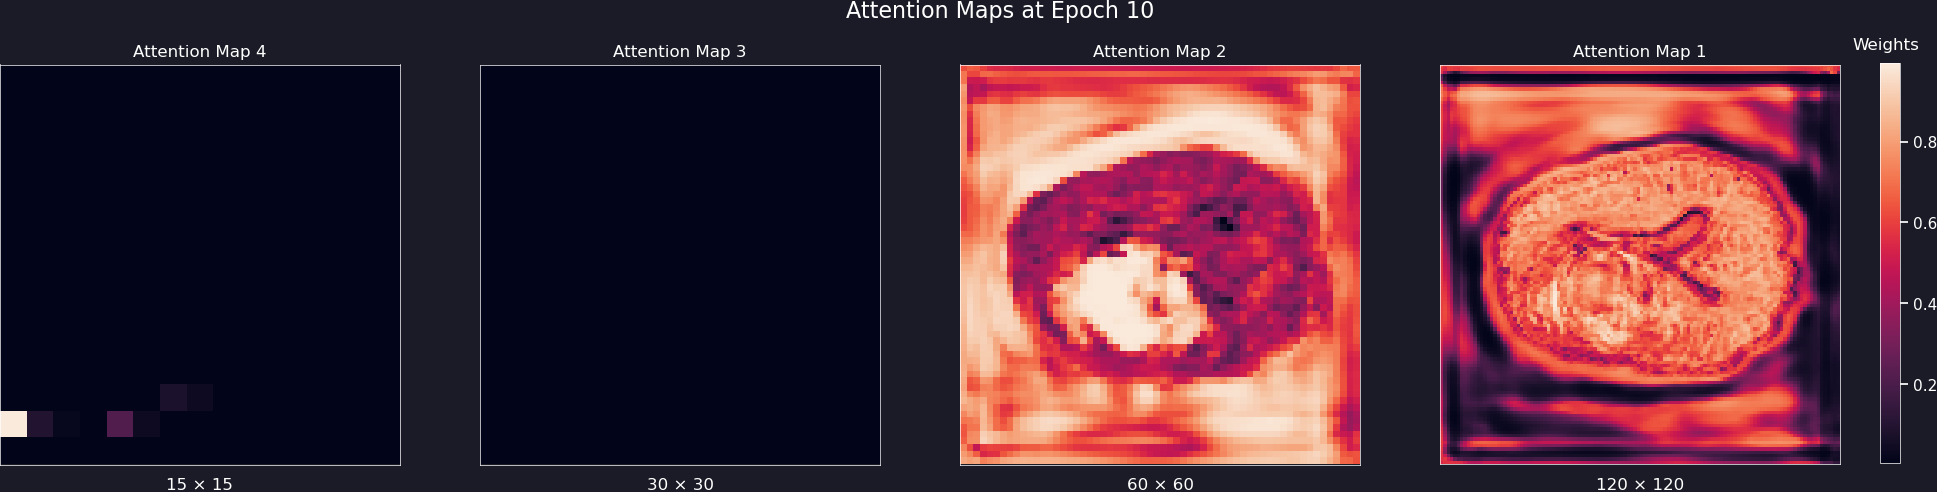 Attention Maps at Epoch 10
Attention Map 4
Attention Map 3
Attention Map 2
Attention Map 1
Weights
0.8
0.6
0.4
0.2
15 × 15
30 × 30
60 × 60
120 × 120